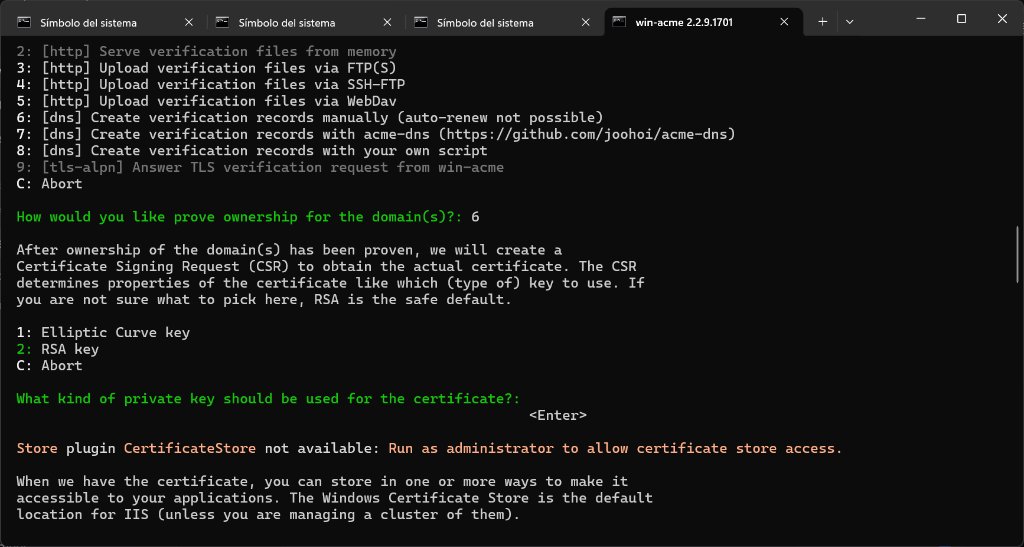 Símbolo del sistema
Símbolo del sistema
Símbolo del sistema
win-acme 2.2.9.1701
2: [http] Serve verification files from memory
3: [http] Upload verification files via FTP(S)
4: [http] Upload verification files via SSH-FTP
5: [http] Upload verification files via WebDav
6: [dns] Create verification records manually (auto-renew not possible)
7: [dns] Create verification records with acme-dns (https://github.com/joohoi/acme-dns)
8: [dns] Create verification records with your own script
9: [tls-alpn] Answer TLS verification request from win-acme
C: Abort
How would you like prove ownership for the domain(s)?: 6
After ownership of the domain(s) has been proven, we will create a
Certificate Signing Request (CSR) to obtain the actual certificate. The CSR
determines properties of the certificate like which (type of) key to use. If
you are not sure what to pick here, RSA is the safe default.
1: Elliptic Curve key
2: RSA key
C: Abort
What kind of private key should be used for the certificate?:
<Enter>
Store plugin CertificateStore not available: Run as administrator to allow certificate store access.
When we have the certificate, you can store in one or more ways to make it
accessible to your applications. The Windows Certificate Store is the default
location for IIS (unless you are managing a cluster of them).